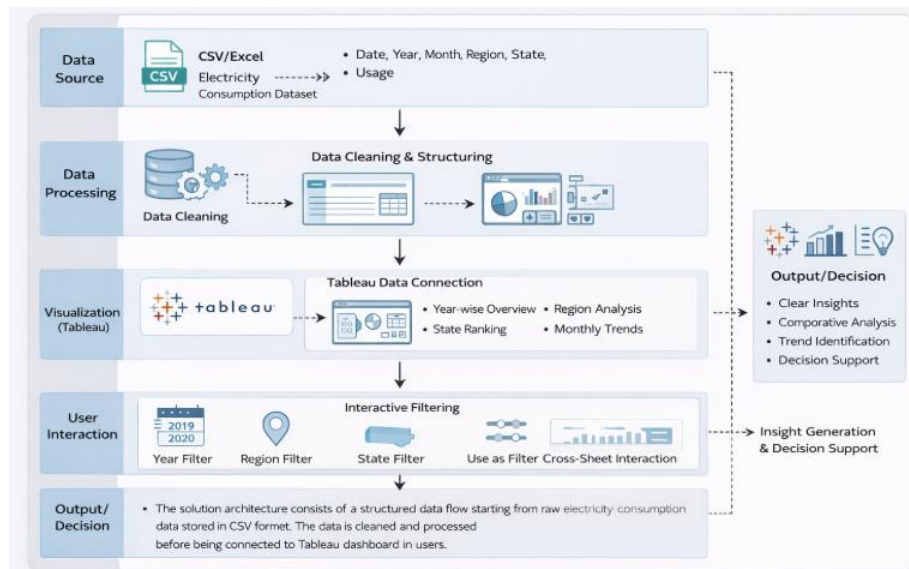 Data
Source
CSV
CSV/Excel
Electricity
Consumption Dataset
• Date, Year, Month, Region, State,
• Usage
Data
Processing
Data Cleaning
Data Cleaning & Structuring
Visualization
(Tableau)
+ableau
Tableau Data Connection
• Year-wise Overview
• State Ranking
• Region Analysis
• Monthly Trends
User
Interaction
Interactive Filtering
2019
2020
Year Filter
Region Filter
State Filter
Use as Filter
Cross-Sheet Interaction
Output/
Decision
• The solution architecture consists of a structured data flow starting from raw electricity consumption
data stored in CSV formet. The data is cleaned and processed
before being connected to Tableau dashboard in users.
Output/Decision
• Clear Insights
• Comparative Analysis
• Trend Identification
• Decision Support
Insight Generation
& Decision Support